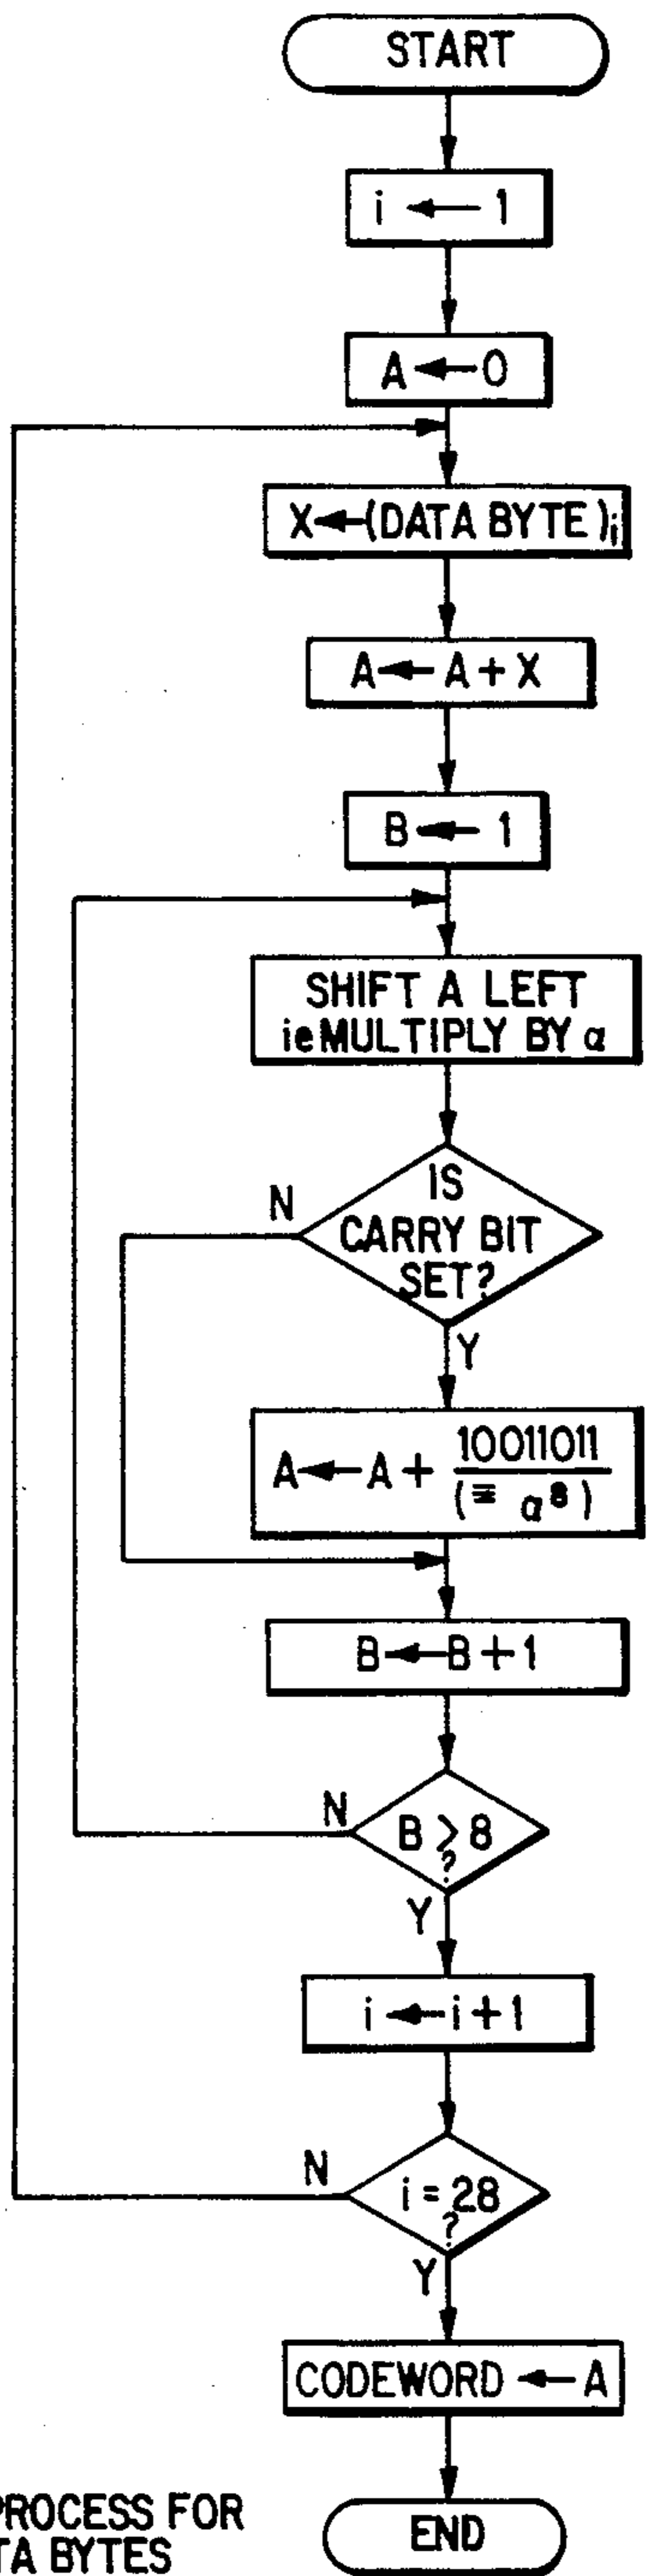 START
i ← 1
A ← 0
X ← (DATA BYTE)i
A ← A + X
B ← 1
SHIFT A LEFT
ie MULTIPLY BY α
IS
CARRY BIT
SET?
N
Y
10011011
A ← A +
(≡ α⁸)
B ← B + 1
B > 8
?
N
Y
i ← i + 1
i = 28
?
N
Y
CODEWORD ← A
END
PROCESS FOR
BYTES